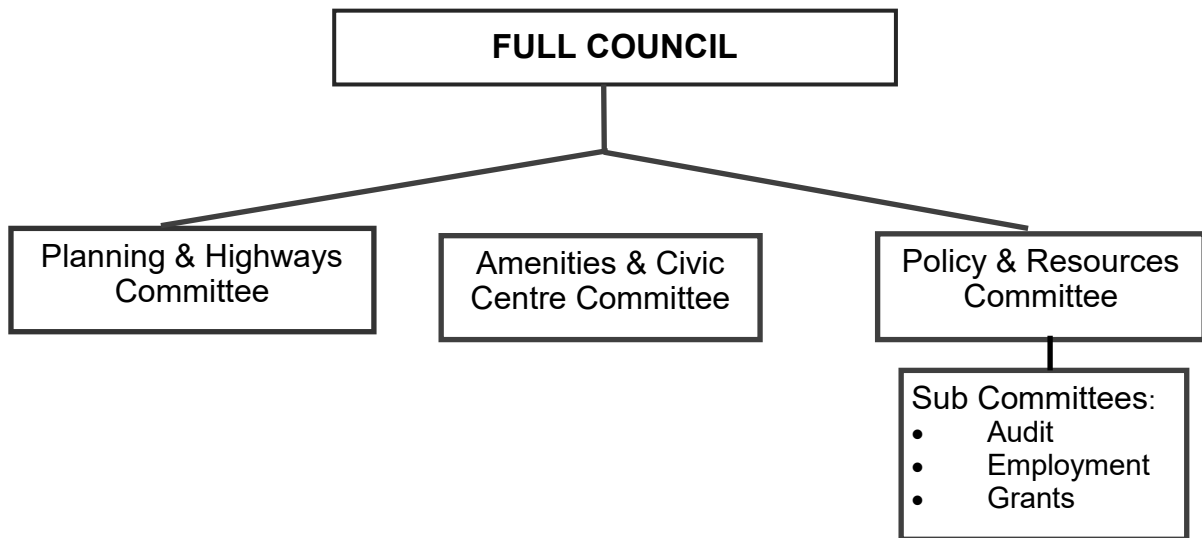 FULL COUNCIL
Planning & Highways
Committee
Amenities & Civic
Centre Committee
Policy & Resources
Committee
Sub Committees:
• Audit
• Employment
• Grants